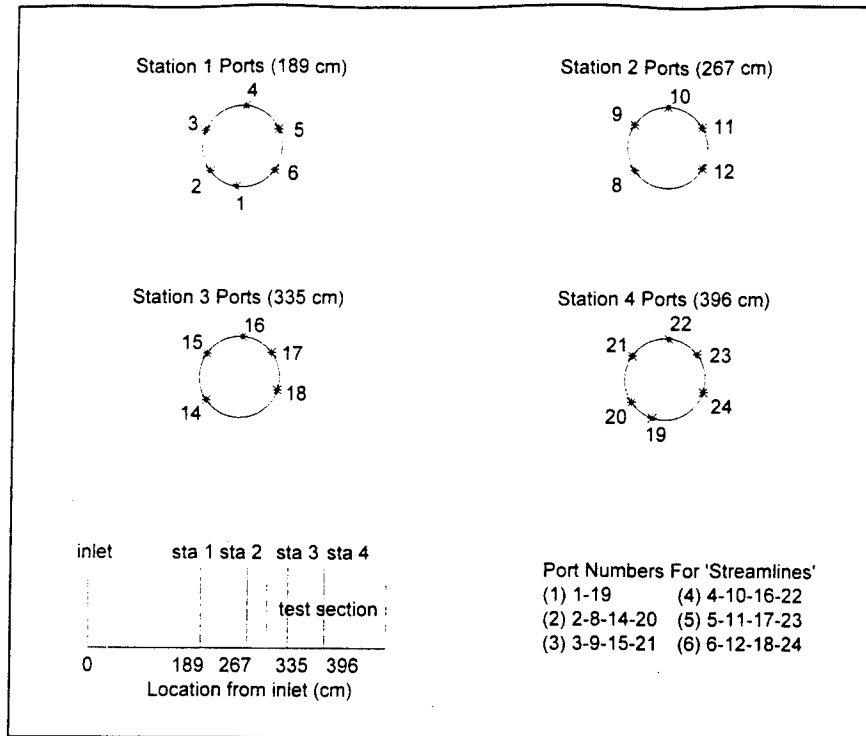 Station 1 Ports (189 cm)
4
3
5
2
6
1
Station 2 Ports (267 cm)
10
9
11
8
12
Station 3 Ports (335 cm)
16
15
17
18
14
Station 4 Ports (396 cm)
22
21
23
20
24
19
inlet sta 1 sta 2 sta 3 sta 4
test section
0 189 267 335 396
Location from inlet (cm)
Port Numbers For 'Streamlines'
(1) 1-19 (4) 4-10-16-22
(2) 2-8-14-20 (5) 5-11-17-23
(3) 3-9-15-21 (6) 6-12-18-24